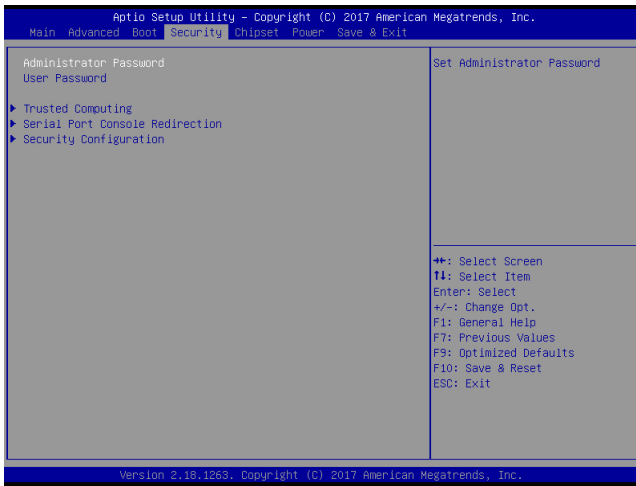 Aptio Setup Utility – Copyright (C) 2017 American Megatrends, Inc.
Main Advanced Boot Security Chipset Power Save & Exit
Administrator Password
User Password
Trusted Computing
Serial Port Console Redirection
Security Configuration
Set Administrator Password
→←: Select Screen
↑↓: Select Item
Enter: Select
+/-: Change Opt.
F1: General Help
F7: Previous Values
F9: Optimized Defaults
F10: Save & Reset
ESC: Exit
Version 2.18.1263. Copyright (C) 2017 American Megatrends, Inc.